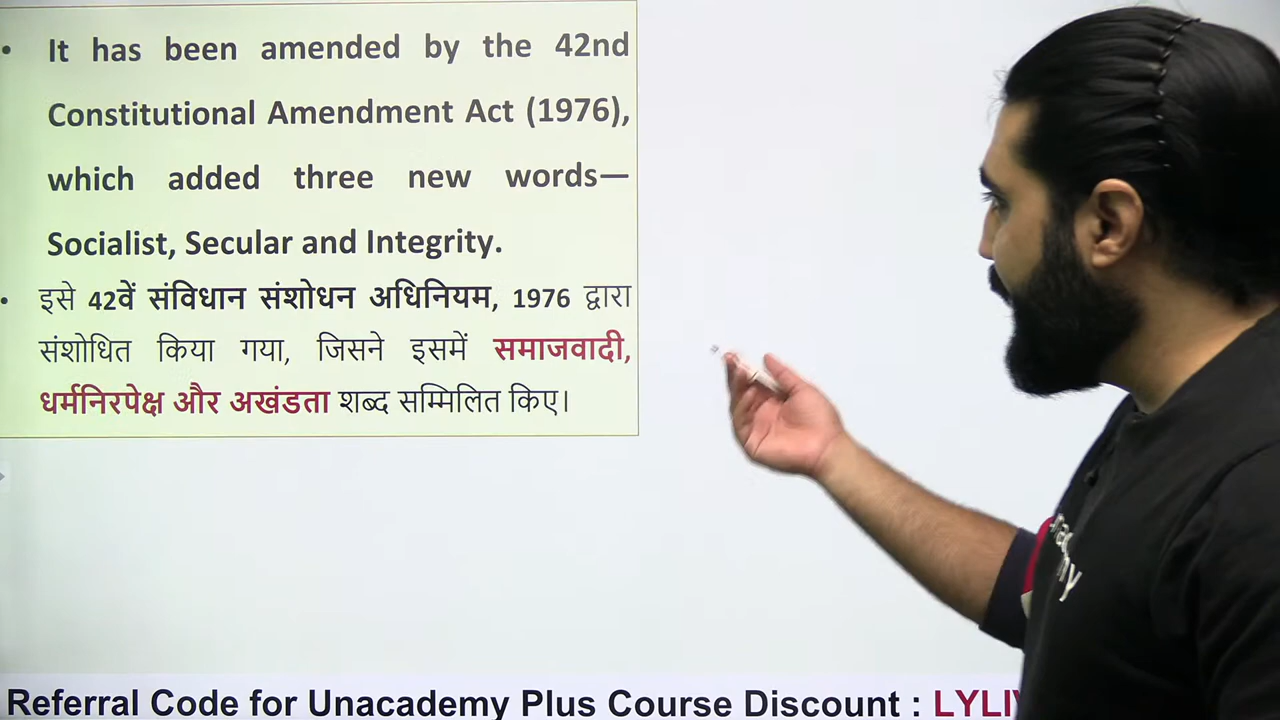 • It has been amended by the 42nd
Constitutional Amendment Act (1976),
which added three new words—
Socialist, Secular and Integrity.
• इसे 42वें संविधान संशोधन अधिनियम, 1976 द्वारा
संशोधित किया गया, जिसने इसमें समाजवादी,
धर्मनिरपेक्ष और अखंडता शब्द सम्मिलित किए।
Referral Code for Unacademy Plus Course Discount :